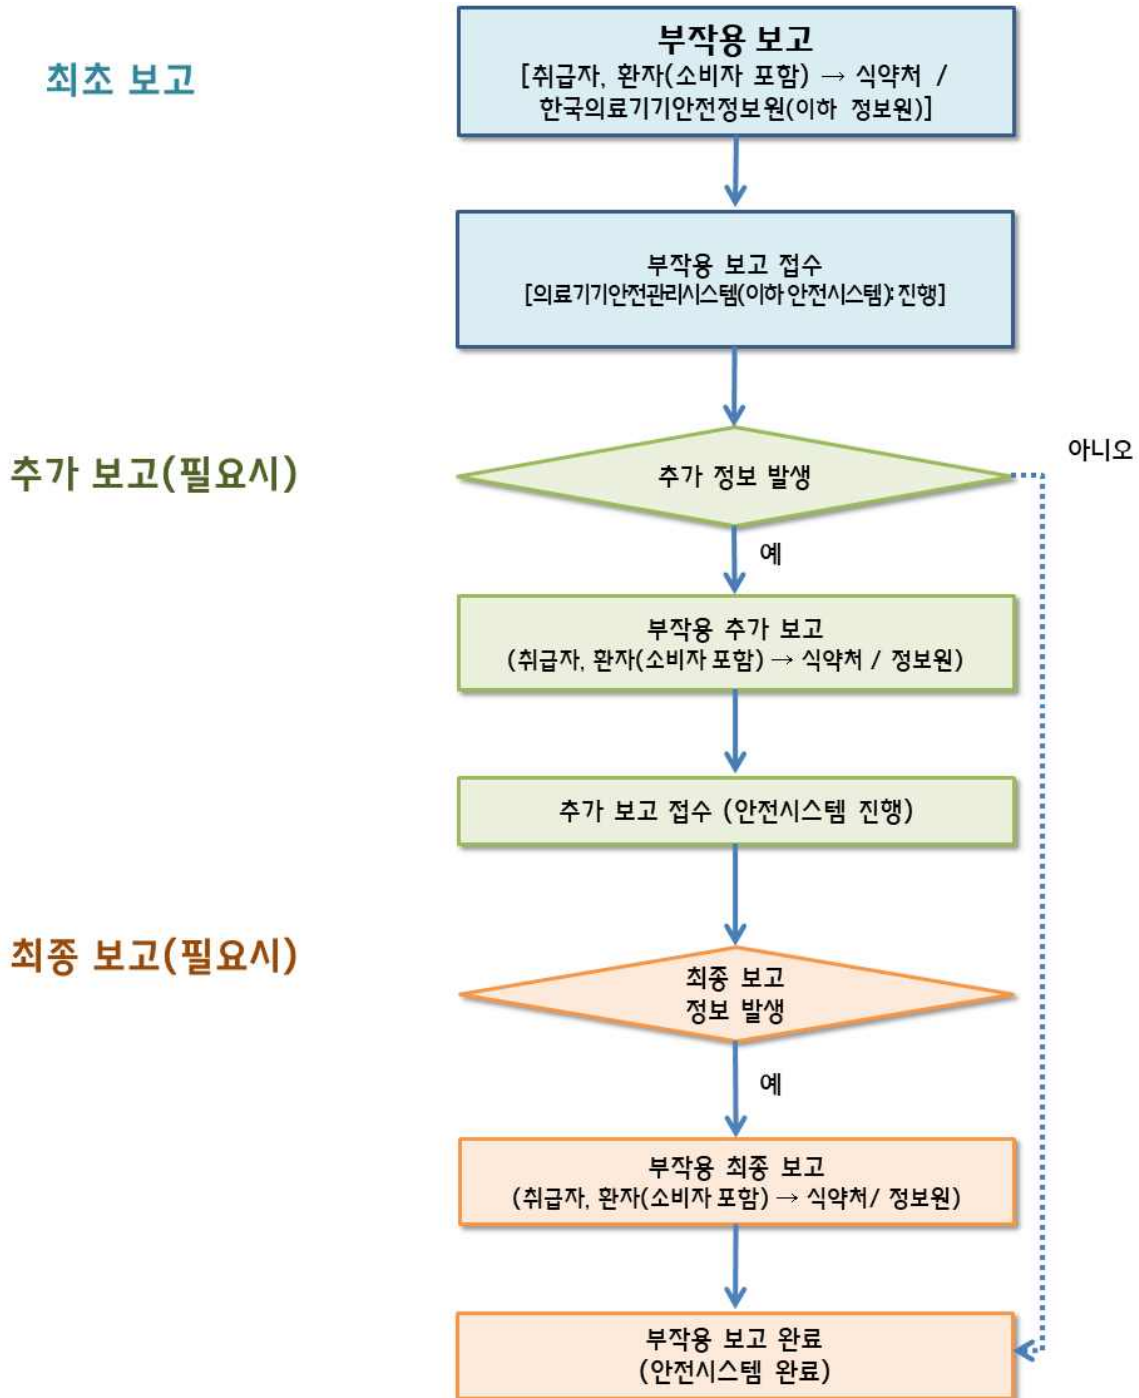 최초 보고
부작용 보고
[취급자, 환자(소비자 포함) → 식약처 /
한국의료기기안전정보원(이하 정보원)]
부작용 보고 접수
[의료기기안전관리시스템(이하 안전시스템): 진행]
아니오
추가 보고(필요시)
추가 정보 발생
예
부작용 추가 보고
(취급자, 환자(소비자 포함) → 식약처 / 정보원)
추가 보고 접수 (안전시스템 진행)
최종 보고(필요시)
최종 보고
정보 발생
예
부작용 최종 보고
(취급자, 환자(소비자 포함) → 식약처/ 정보원)
부작용 보고 완료
(안전시스템 완료)